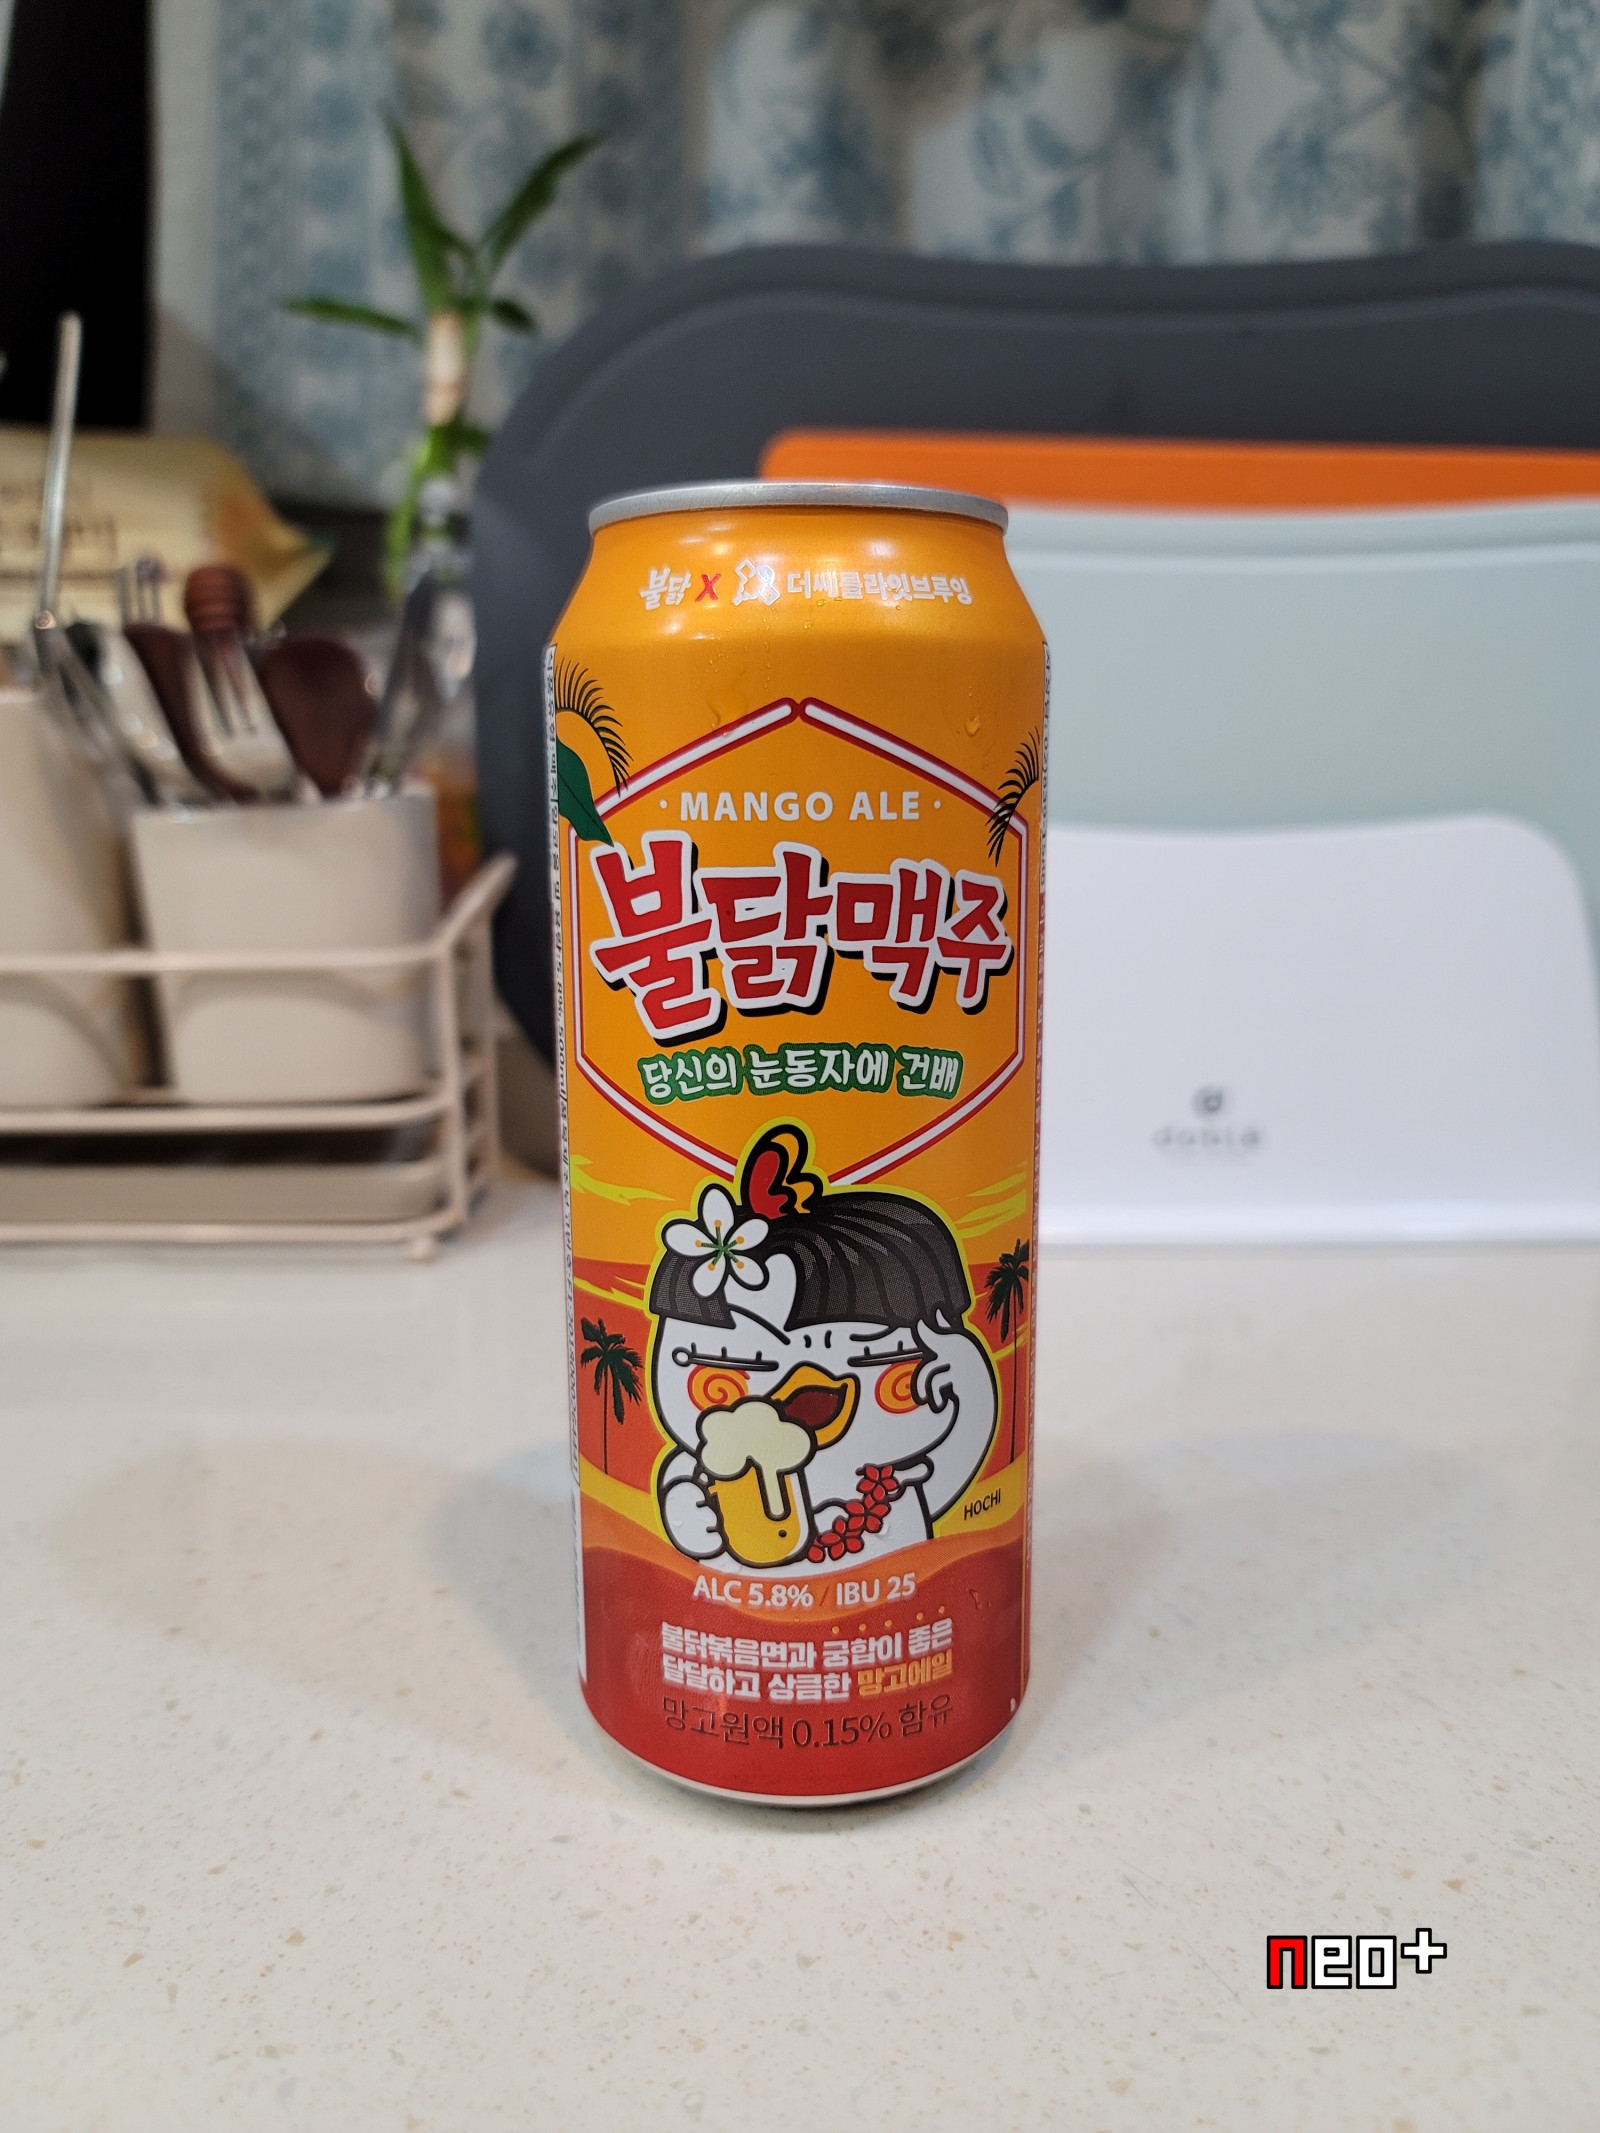 불닭 X 더쎄를라잇브루잉
· MANGO ALE ·
불닭맥주
당신의 눈동자에 건배
HOCHI
ALC 5.8% / IBU 25
불닭볶음면과 궁합이 좋은
달달하고 상큼한 망고에일
망고원액 0.15% 함유
neo+